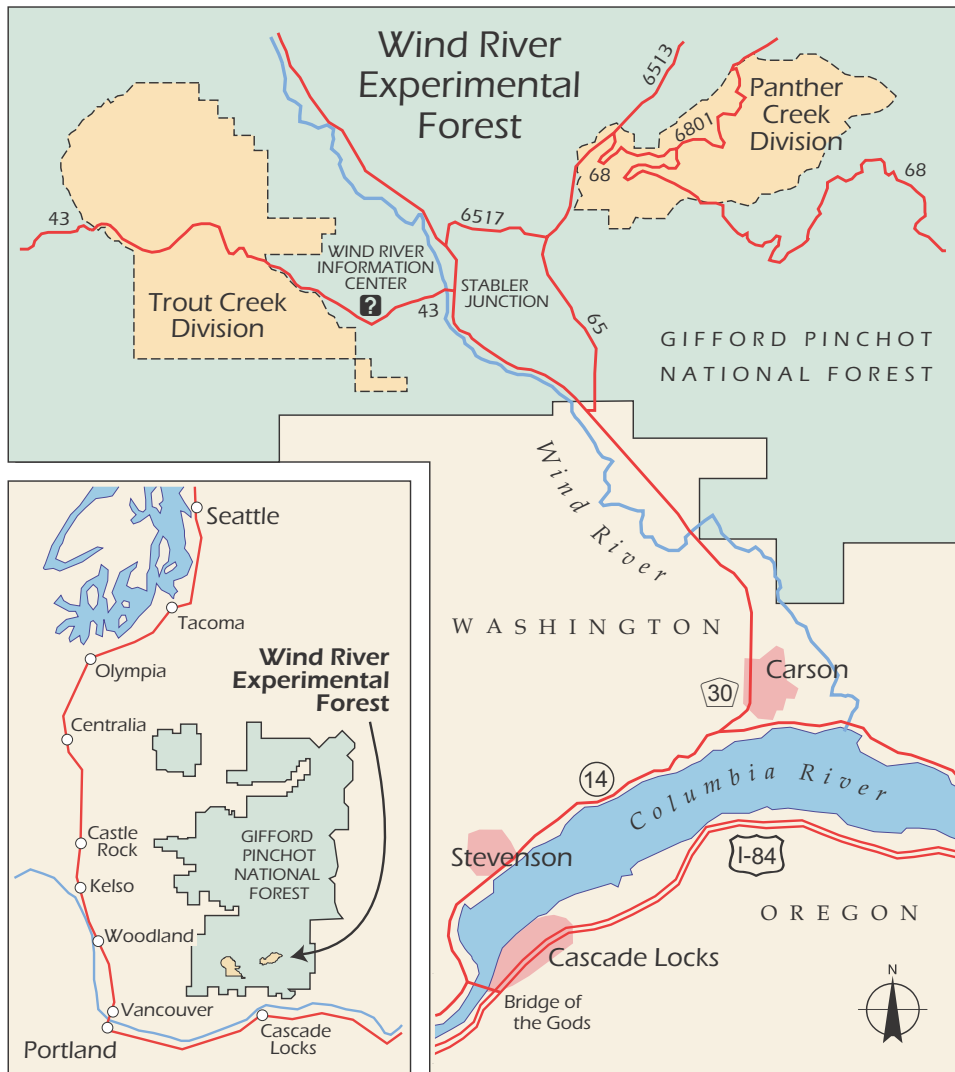 Wind River
Experimental
Forest
6513
Panther
Creek
Division
6801
68
68
43
6517
WIND RIVER
INFORMATION
CENTER
?
STABLER
JUNCTION
43
Trout Creek
Division
65
GIFFORD PINCHOT
NATIONAL FOREST
Wind River
WASHINGTON
Carson
30
14
Columbia River
Stevenson
I-84
OREGON
Cascade Locks
Bridge of
the Gods
N
Seattle
Tacoma
Olympia
Wind River
Experimental
Forest
Centralia
Castle
Rock
GIFFORD
PINCHOT
NATIONAL
FOREST
Kelso
Woodland
Vancouver
Portland
Cascade
Locks